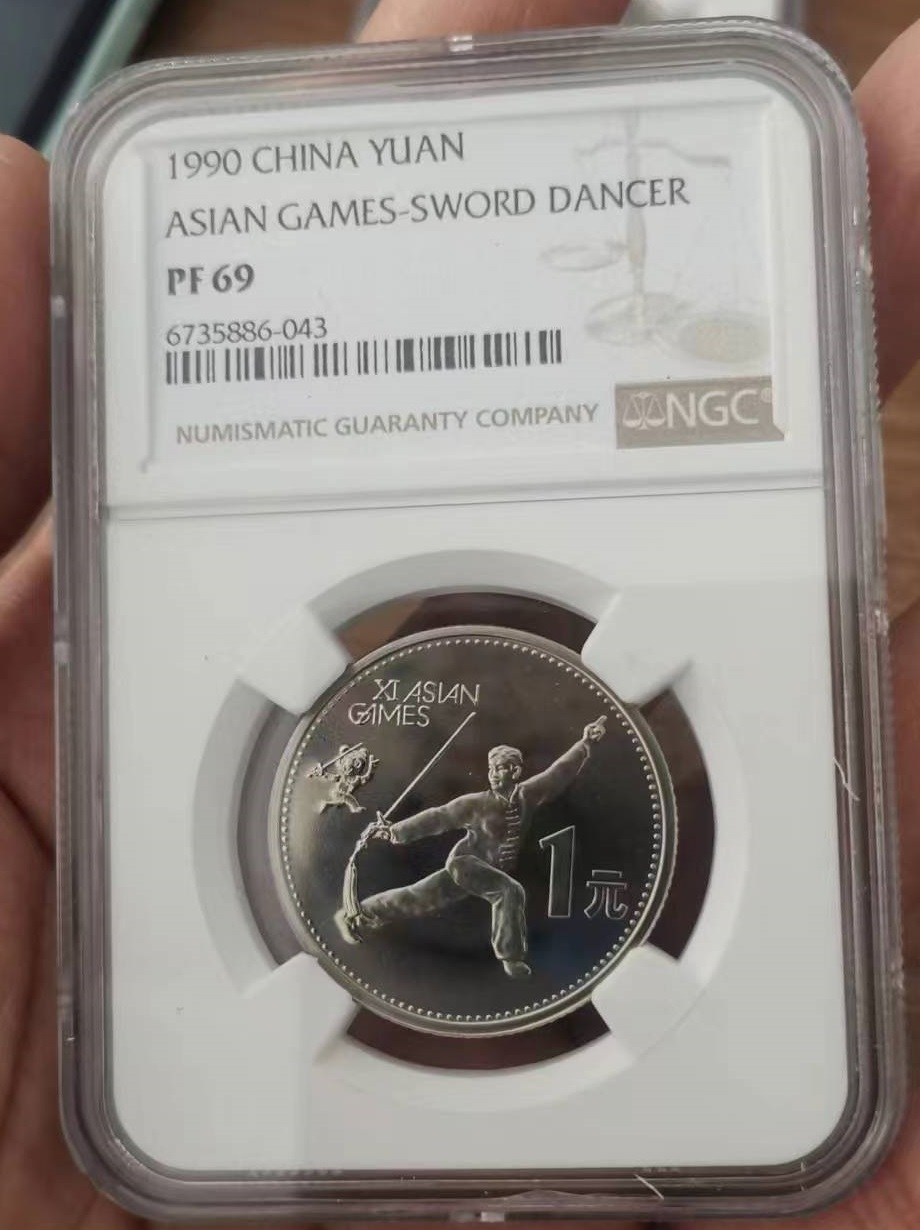 1990 CHINA YUAN
ASIAN GAMES-SWORD DANCER
PF 69
6735886-043
NUMISMATIC GUARANTY COMPANY
NGC®
XI ASIAN
GAMES
1元